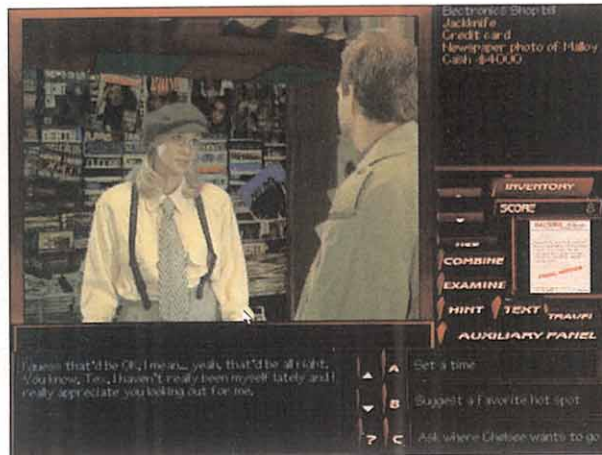 Electronics Shop bill
Jackknife
Credit card
Newspaper photo of Malloy
Cash -$4000
INVENTORY
SCORE
COMBINE
EXAMINE
HINT
TEXT
TRAVEL
AUXILIARY PANEL
I guess that'd be OK, I mean... yeah, that'd be all right.
You know, Tex, I haven't really been myself lately and I
really appreciate you looking out for me.
A Set a time
B Suggest a favorite hot spot
? C Ask where Chelsee wants to go